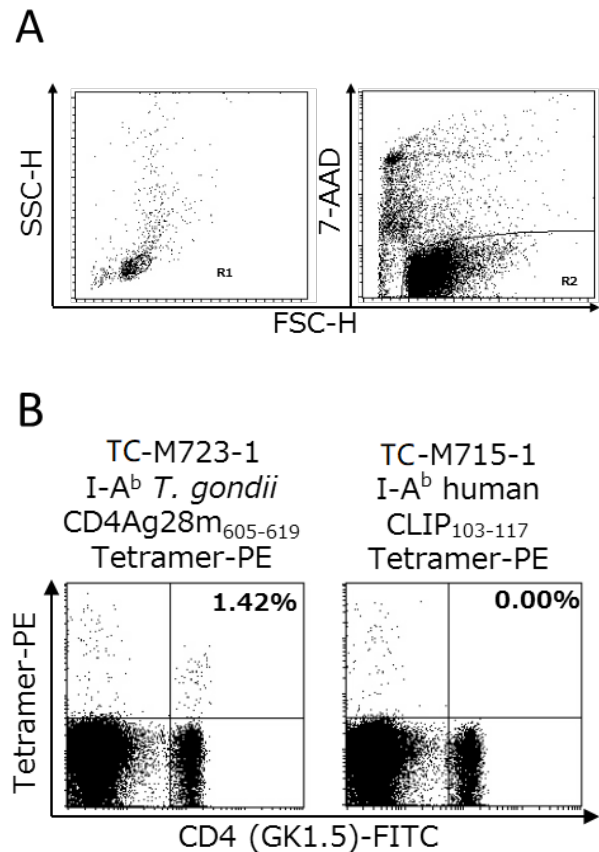 A
SSC-H
R1
7-AAD
R2
FSC-H
B
TC-M723-1
I-Aᵇ T. gondii
CD4Ag28m₆₀₅₋₆₁₉
Tetramer-PE
TC-M715-1
I-Aᵇ human
CLIP₁₀₃₋₁₁₇
Tetramer-PE
Tetramer-PE
1.42%
0.00%
CD4 (GK1.5)-FITC